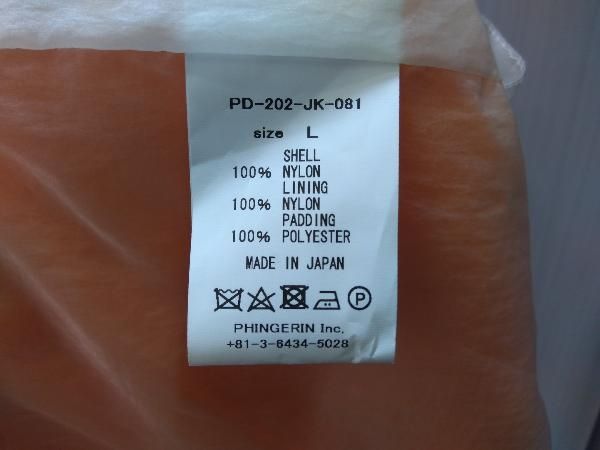 PD-202-JK-081
size L
SHELL
100% NYLON
LINING
100% NYLON
PADDING
100% POLYESTER
MADE IN JAPAN
P
PHINGERIN Inc.
+81-3-6434-5028